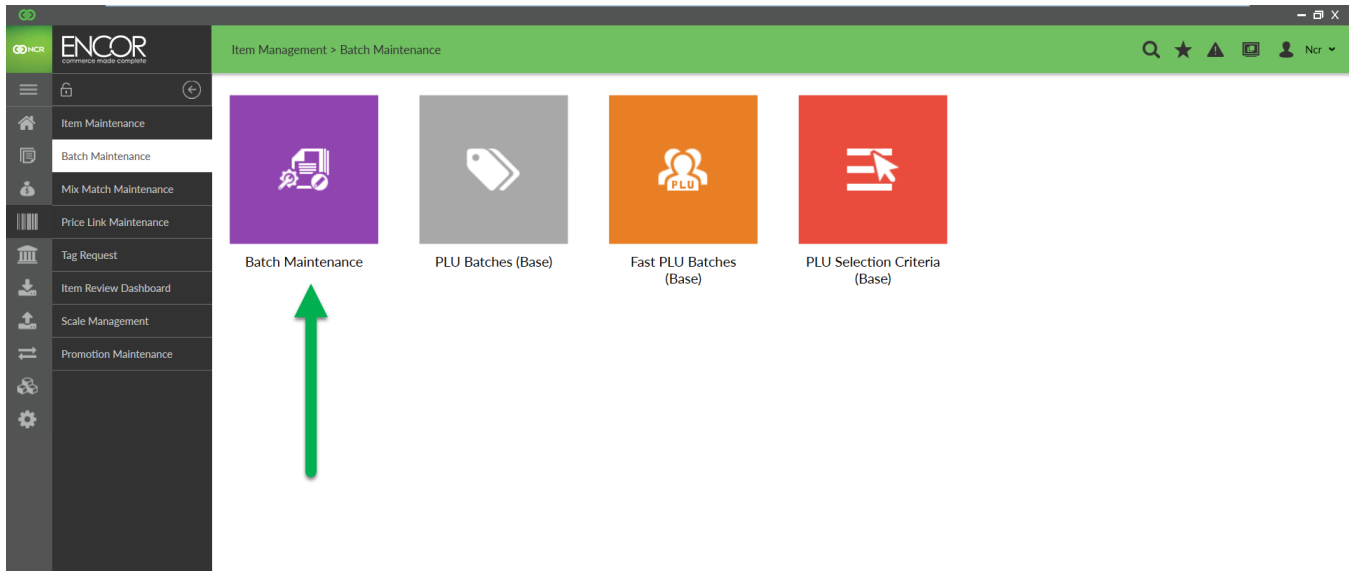 NCR
ENCOR
commerce made complete
Item Management > Batch Maintenance
Ncr
Item Maintenance
Batch Maintenance
Mix Match Maintenance
Price Link Maintenance
Tag Request
Item Review Dashboard
Scale Management
Promotion Maintenance
PLU
Batch Maintenance
PLU Batches (Base)
Fast PLU Batches
(Base)
PLU Selection Criteria
(Base)